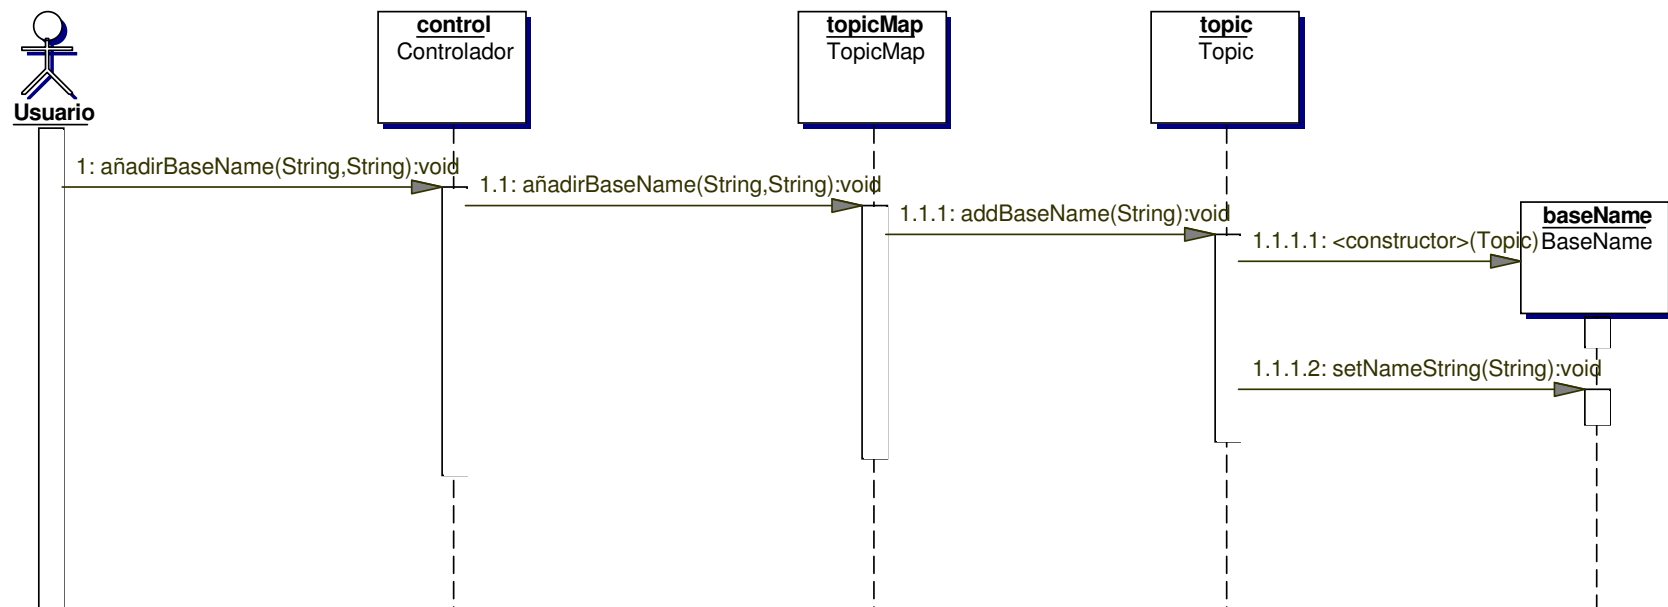 Usuario
control
Controlador
topicMap
TopicMap
topic
Topic
1: añadirBaseName(String,String):void
1.1: añadirBaseName(String,String):void
1.1.1: addBaseName(String):void
baseName
BaseName
1.1.1.1: <constructor>(Topic)
1.1.1.2: setNameString(String):void